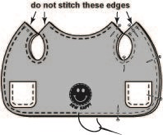 do not stitch these edges